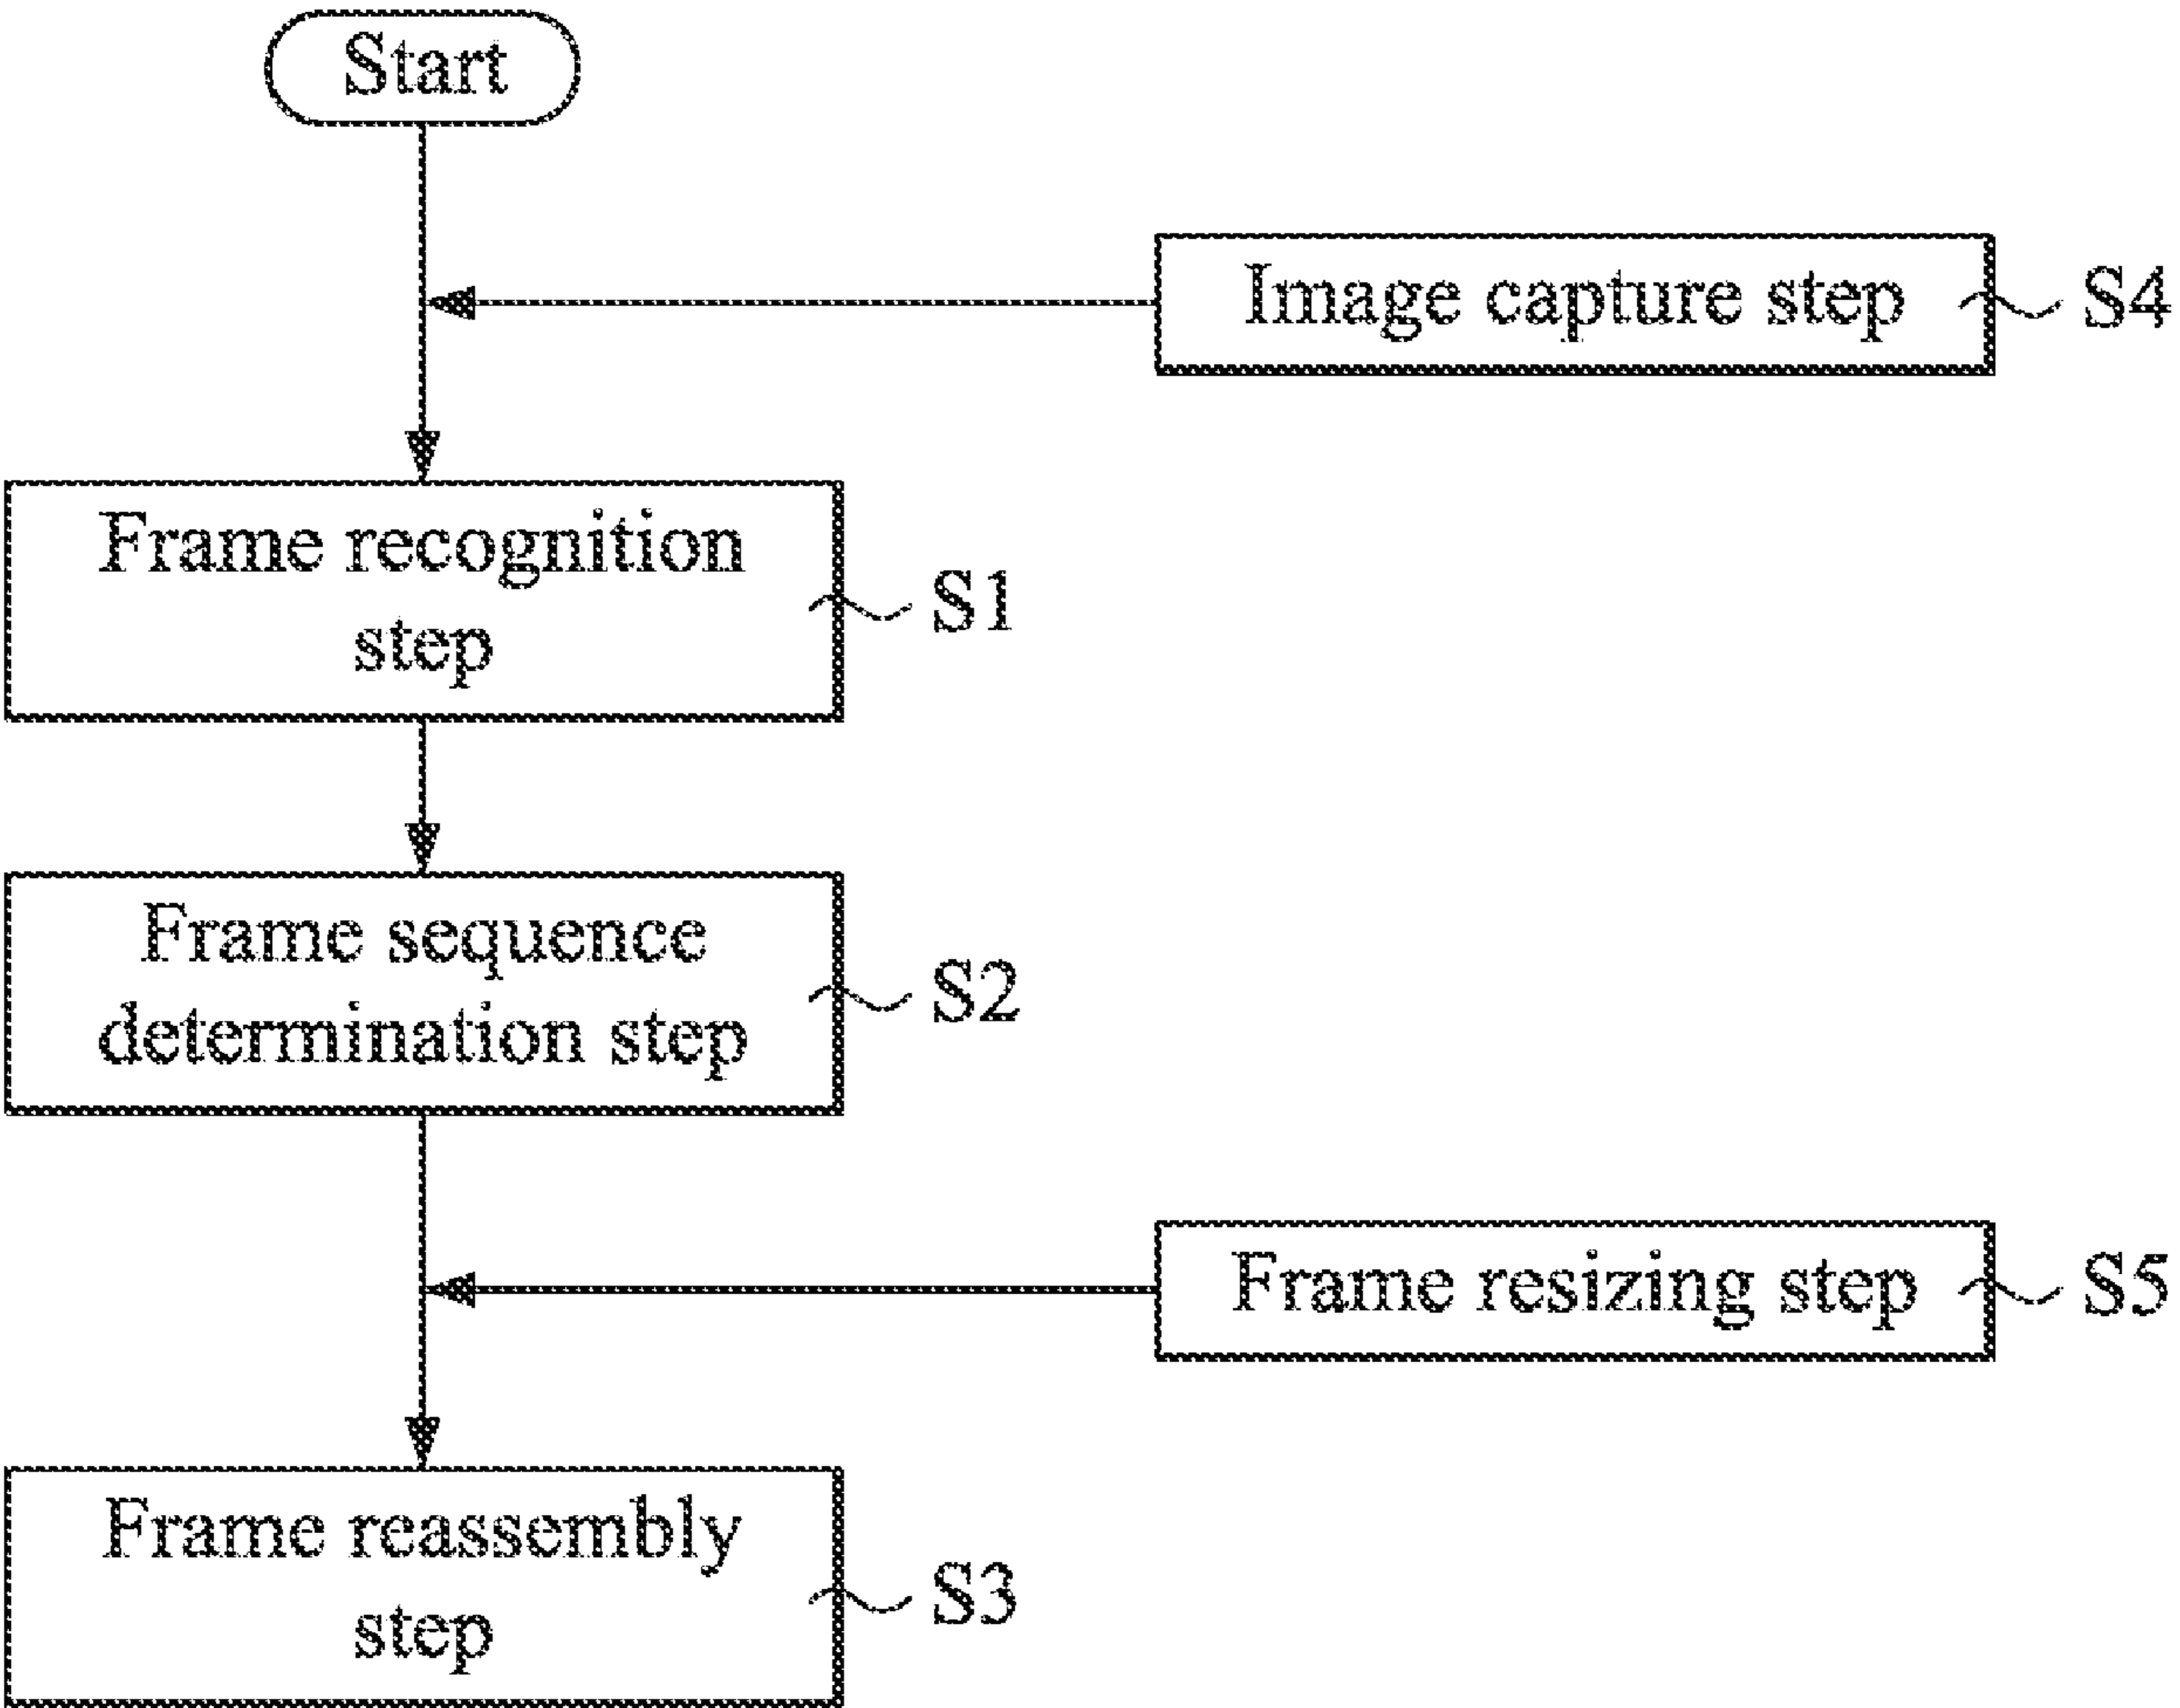 Start
Image capture step
S4
Frame recognition
step
S1
Frame sequence
determination step
S2
Frame resizing step
S5
Frame reassembly
step
S3